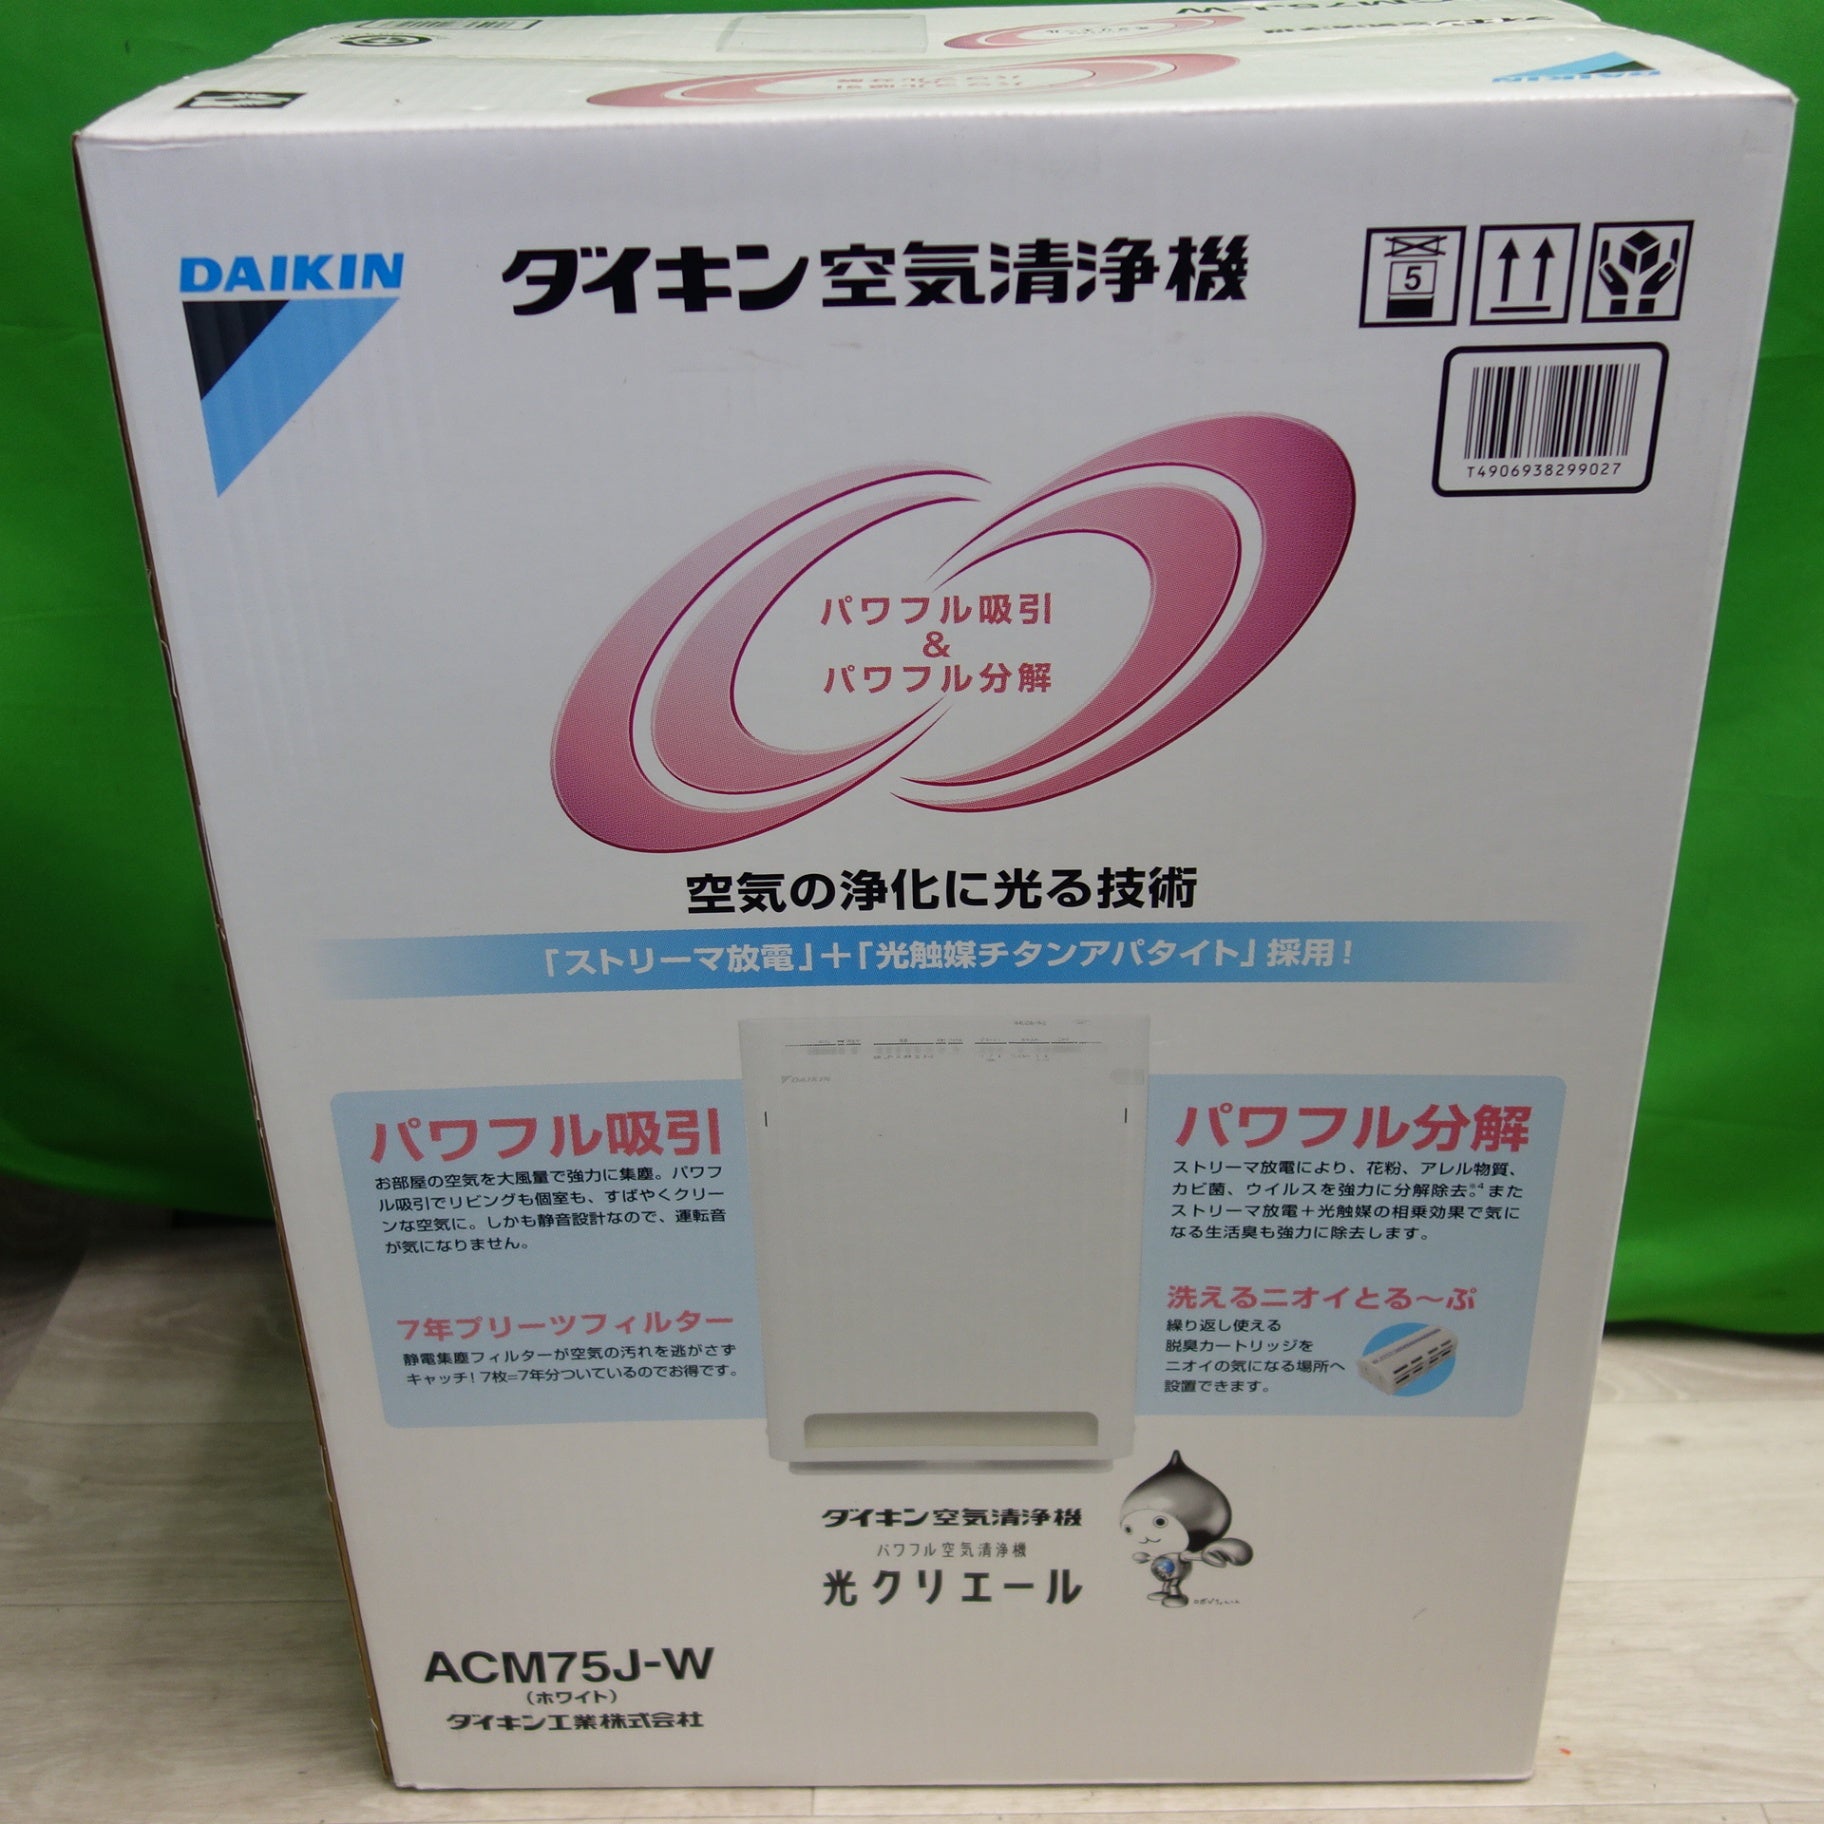 ACM75J-W
ダイキン空気清浄機
DAIKIN
DAIKIN
ダイキン空気清浄機
5
T4906938299027
パワフル吸引
&
パワフル分解
空気の浄化に光る技術
「ストリーマ放電」+「光触媒チタンアパタイト」採用!
DAIKIN
パワフル吸引
お部屋の空気を大風量で強力に集塵。パワフ
ル吸引でリビングも個室も、すばやくクリー
ンな空気に。しかも静音設計なので、運転音
が気になりません。
7年プリーツフィルター
静電集塵フィルターが空気の汚れを逃がさず
キャッチ!7枚=7年分ついているのでお得です。
パワフル分解
ストリーマ放電により、花粉、アレル物質、
カビ菌、ウイルスを強力に分解除去。※4また
ストリーマ放電+光触媒の相乗効果で気に
なる生活臭も強力に除去します。
洗えるニオイとる〜ぷ
繰り返し使える
脱臭カートリッジを
ニオイの気になる場所へ
設置できます。
ダイキン空気清浄機
パワフル空気清浄機
光クリエール
ACM75J-W
(ホワイト)
ダイキン工業株式会社